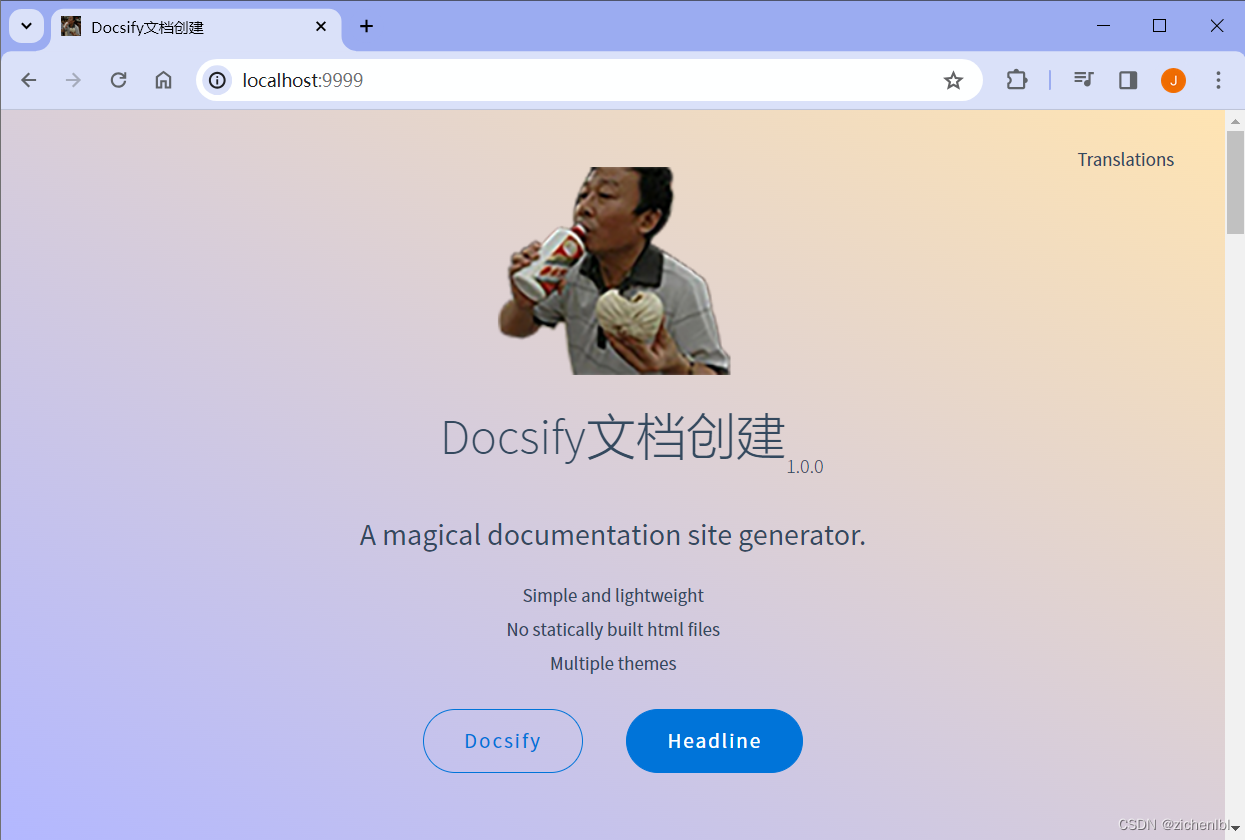 Docsify文档创建
localhost:9999
J
Translations
Docsify文档创建 1.0.0
A magical documentation site generator.
Simple and lightweight
No statically built html files
Multiple themes
Docsify
Headline
CSDN @zichenlbl